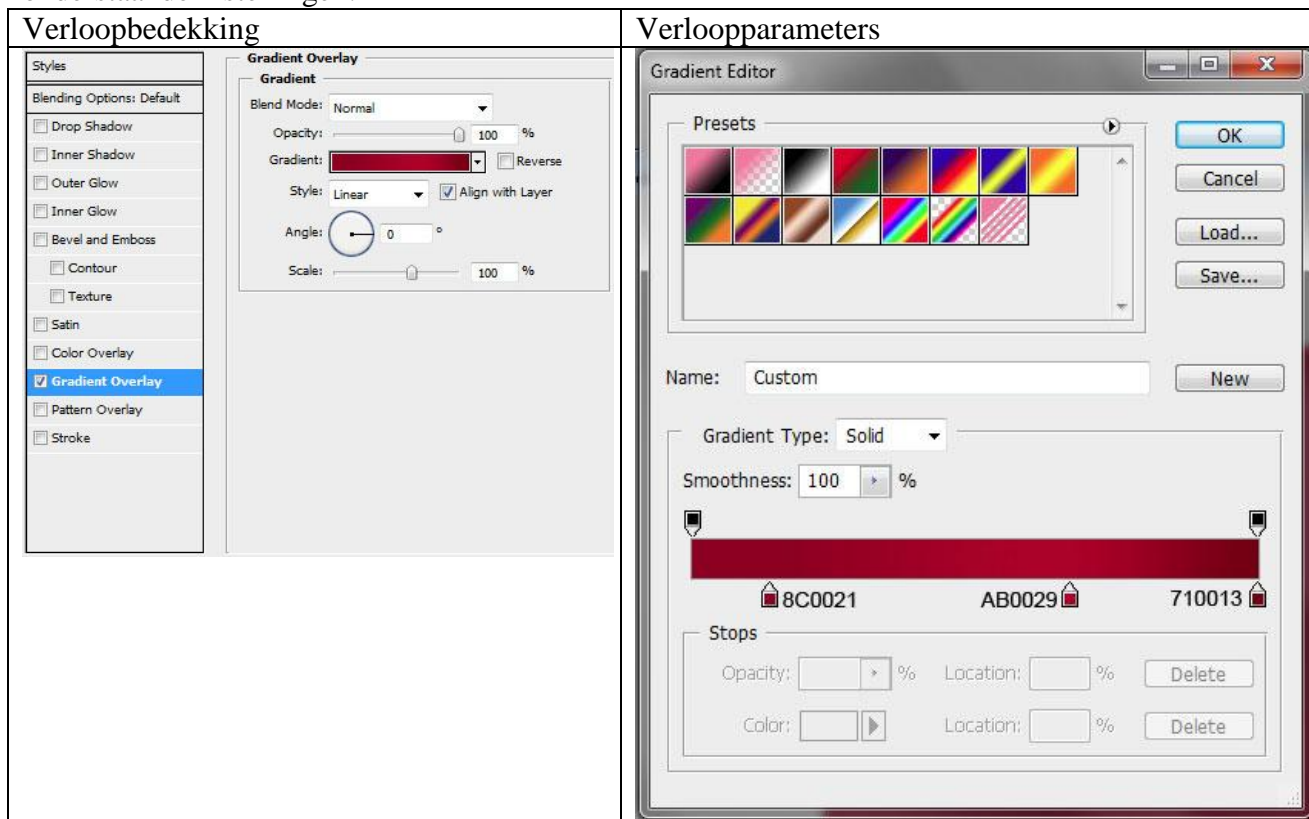 Verloopbedekking
Verloopparameters
Styles
Blending Options: Default
Drop Shadow
Inner Shadow
Outer Glow
Inner Glow
Bevel and Emboss
Contour
Texture
Satin
Color Overlay
Gradient Overlay
Pattern Overlay
Stroke
Gradient Overlay
Gradient
Blend Mode: Normal
Opacity: 100 %
Gradient: Reverse
Style: Linear Align with Layer
Angle: 0 °
Scale: 100 %
Gradient Editor
Presets
OK
Cancel
Load...
Save...
Name: Custom
New
Gradient Type: Solid
Smoothness: 100 %
8C0021 AB0029 710013
Stops
Opacity: % Location: % Delete
Color: Location: % Delete